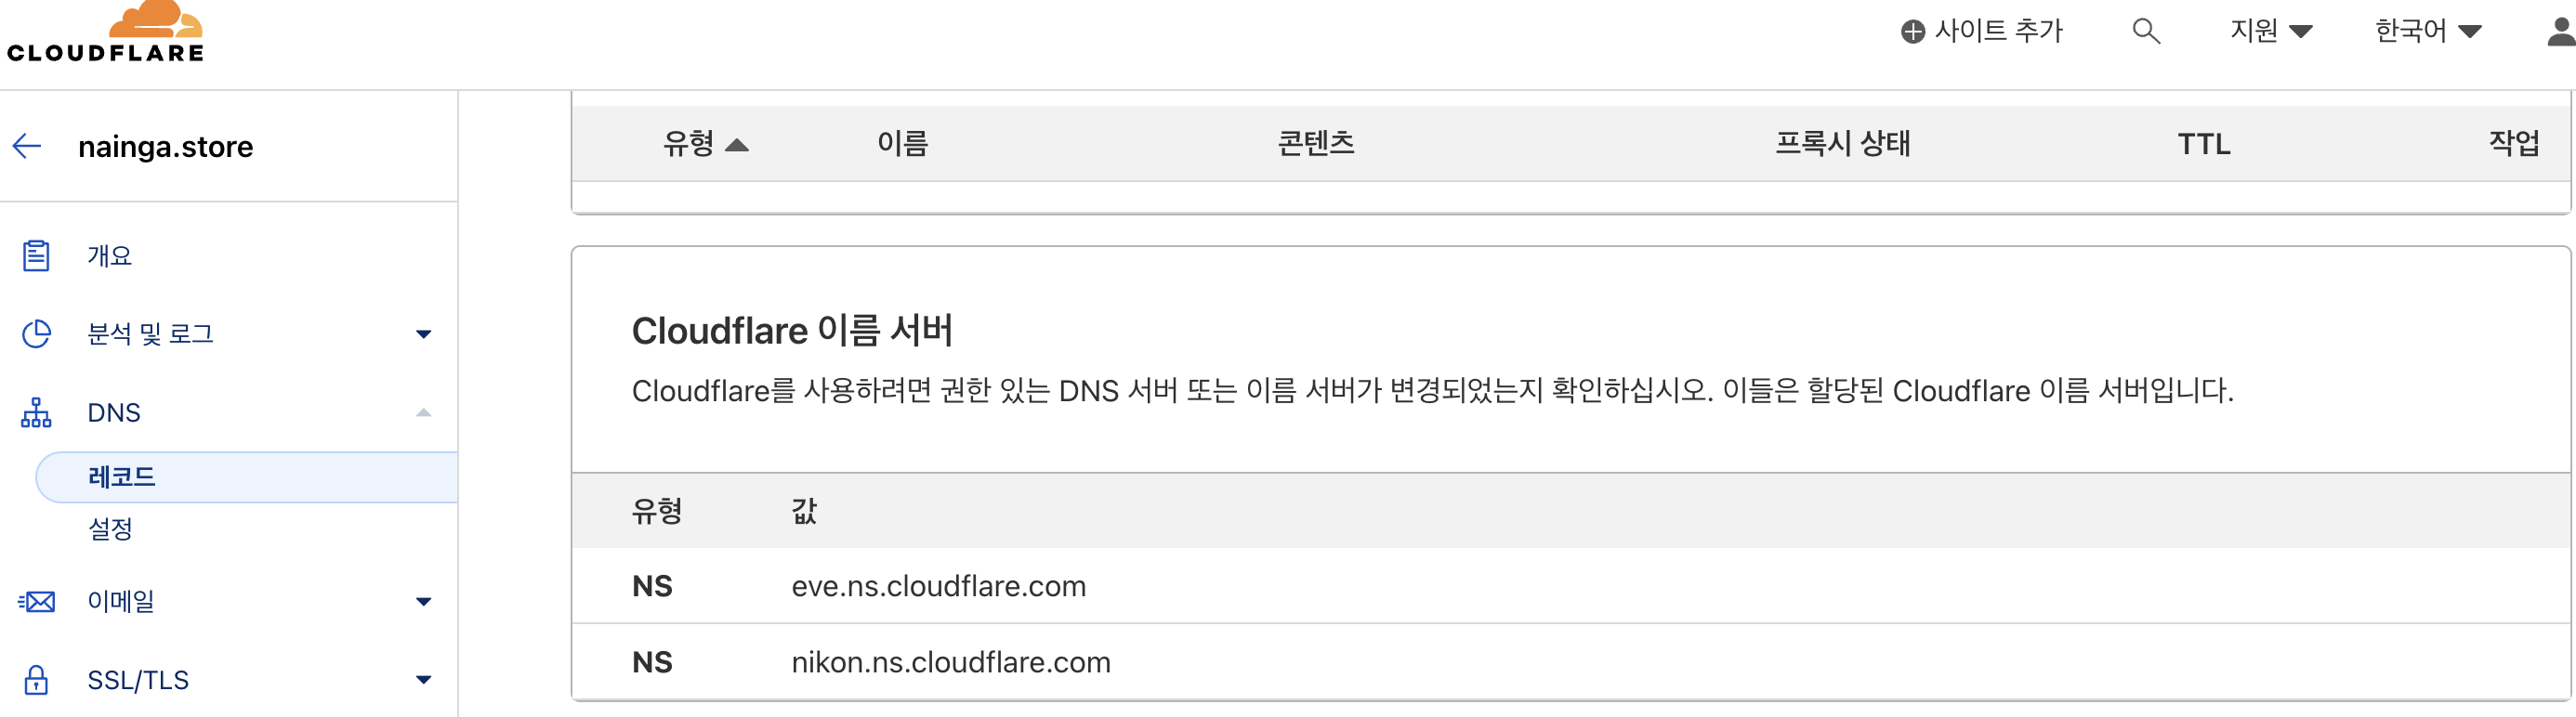 CLOUDFLARE
사이트 추가
지원
한국어
nainga.store
개요
분석 및 로그
DNS
레코드
설정
이메일
SSL/TLS
유형 이름 콘텐츠 프록시 상태 TTL 작업
Cloudflare 이름 서버
Cloudflare를 사용하려면 권한 있는 DNS 서버 또는 이름 서버가 변경되었는지 확인하십시오. 이들은 할당된 Cloudflare 이름 서버입니다.
유형 값
NS eve.ns.cloudflare.com
NS nikon.ns.cloudflare.com